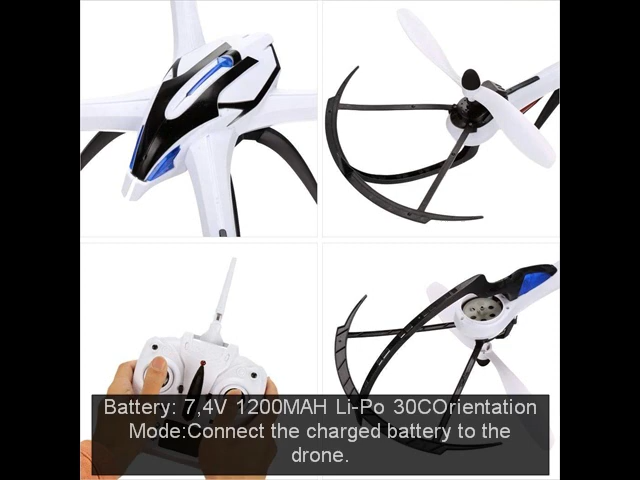 Battery: 7,4V 1200MAH Li-Po 30COrientation
Mode:Connect the charged battery to the
drone.